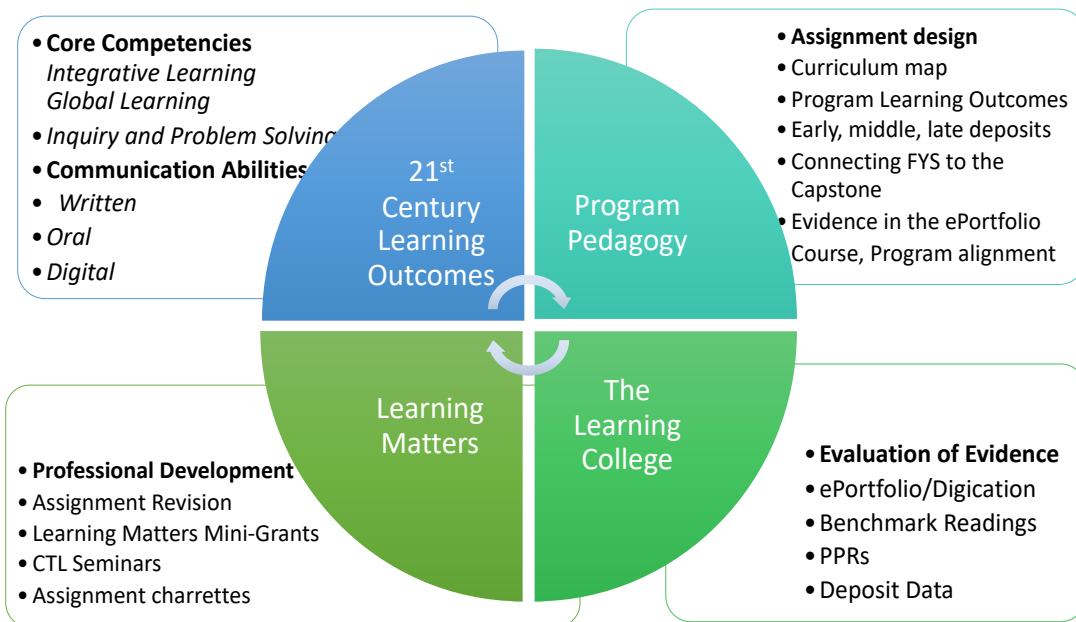 • Core Competencies
Integrative Learning
Global Learning
• Inquiry and Problem Solving
• Communication Abilities
• Written
• Oral
• Digital
21st
Century
Learning
Outcomes
Program
Pedagogy
• Assignment design
• Curriculum map
• Program Learning Outcomes
• Early, middle, late deposits
• Connecting FYS to the
Capstone
• Evidence in the ePortfolio
• Course, Program alignment
• Professional Development
• Assignment Revision
• Learning Matters Mini-Grants
• CTL Seminars
• Assignment charrettes
Learning
Matters
The
Learning
College
• Evaluation of Evidence
• ePortfolio/Digication
• Benchmark Readings
• PPRs
• Deposit Data